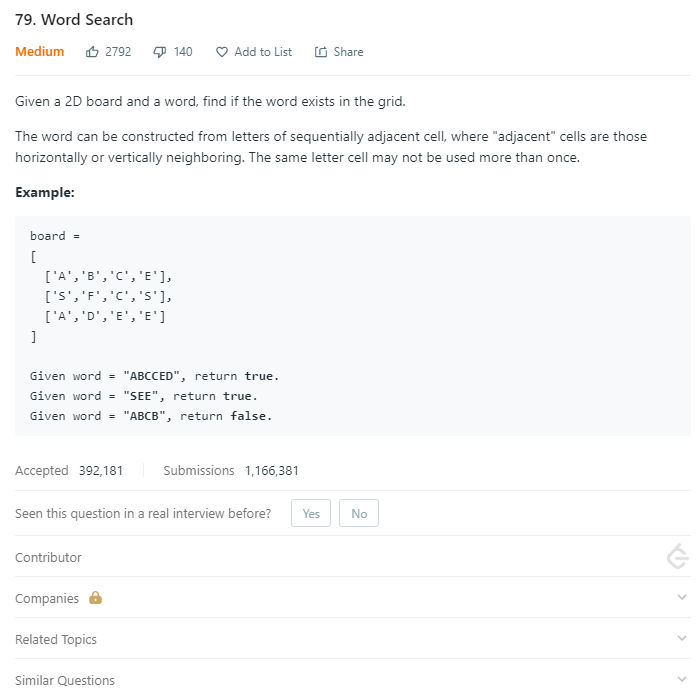 79. Word Search
Medium 2792 140 Add to List Share
Given a 2D board and a word, find if the word exists in the grid.
The word can be constructed from letters of sequentially adjacent cell, where "adjacent" cells are those
horizontally or vertically neighboring. The same letter cell may not be used more than once.
Example:
board =
[
  ['A','B','C','E'],
  ['S','F','C','S'],
  ['A','D','E','E']
]
Given word = "ABCCED", return true.
Given word = "SEE", return true.
Given word = "ABCB", return false.
Accepted 392,181 Submissions 1,166,381
Seen this question in a real interview before? Yes No
Contributor
Companies
Related Topics
Similar Questions